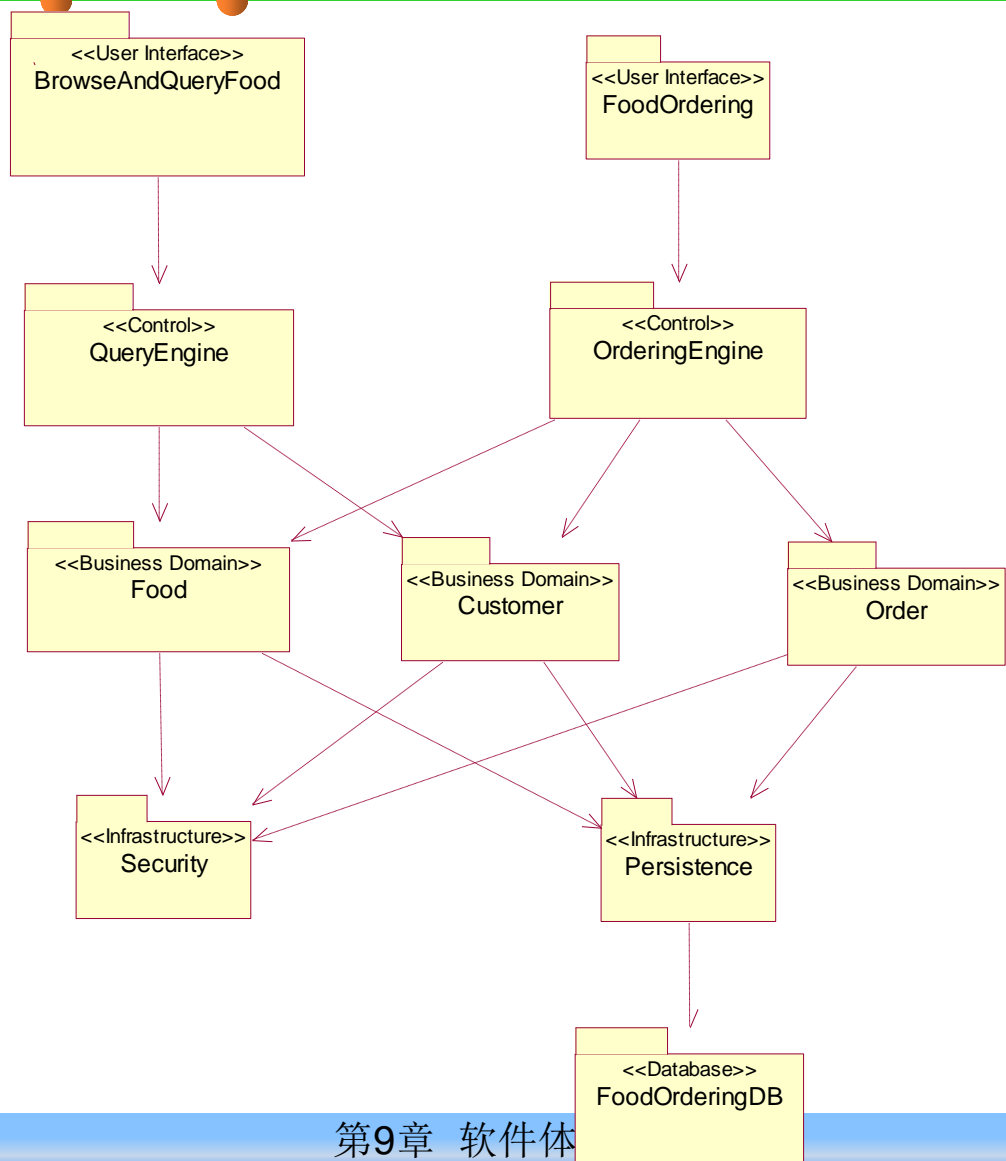 <<User Interface>>
BrowseAndQueryFood
<<User Interface>>
FoodOrdering
<<Control>>
QueryEngine
<<Control>>
OrderingEngine
<<Business Domain>>
Food
<<Business Domain>>
Customer
<<Business Domain>>
Order
<<Infrastructure>>
Security
<<Infrastructure>>
Persistence
<<Database>>
FoodOrderingDB
第9章 软件体